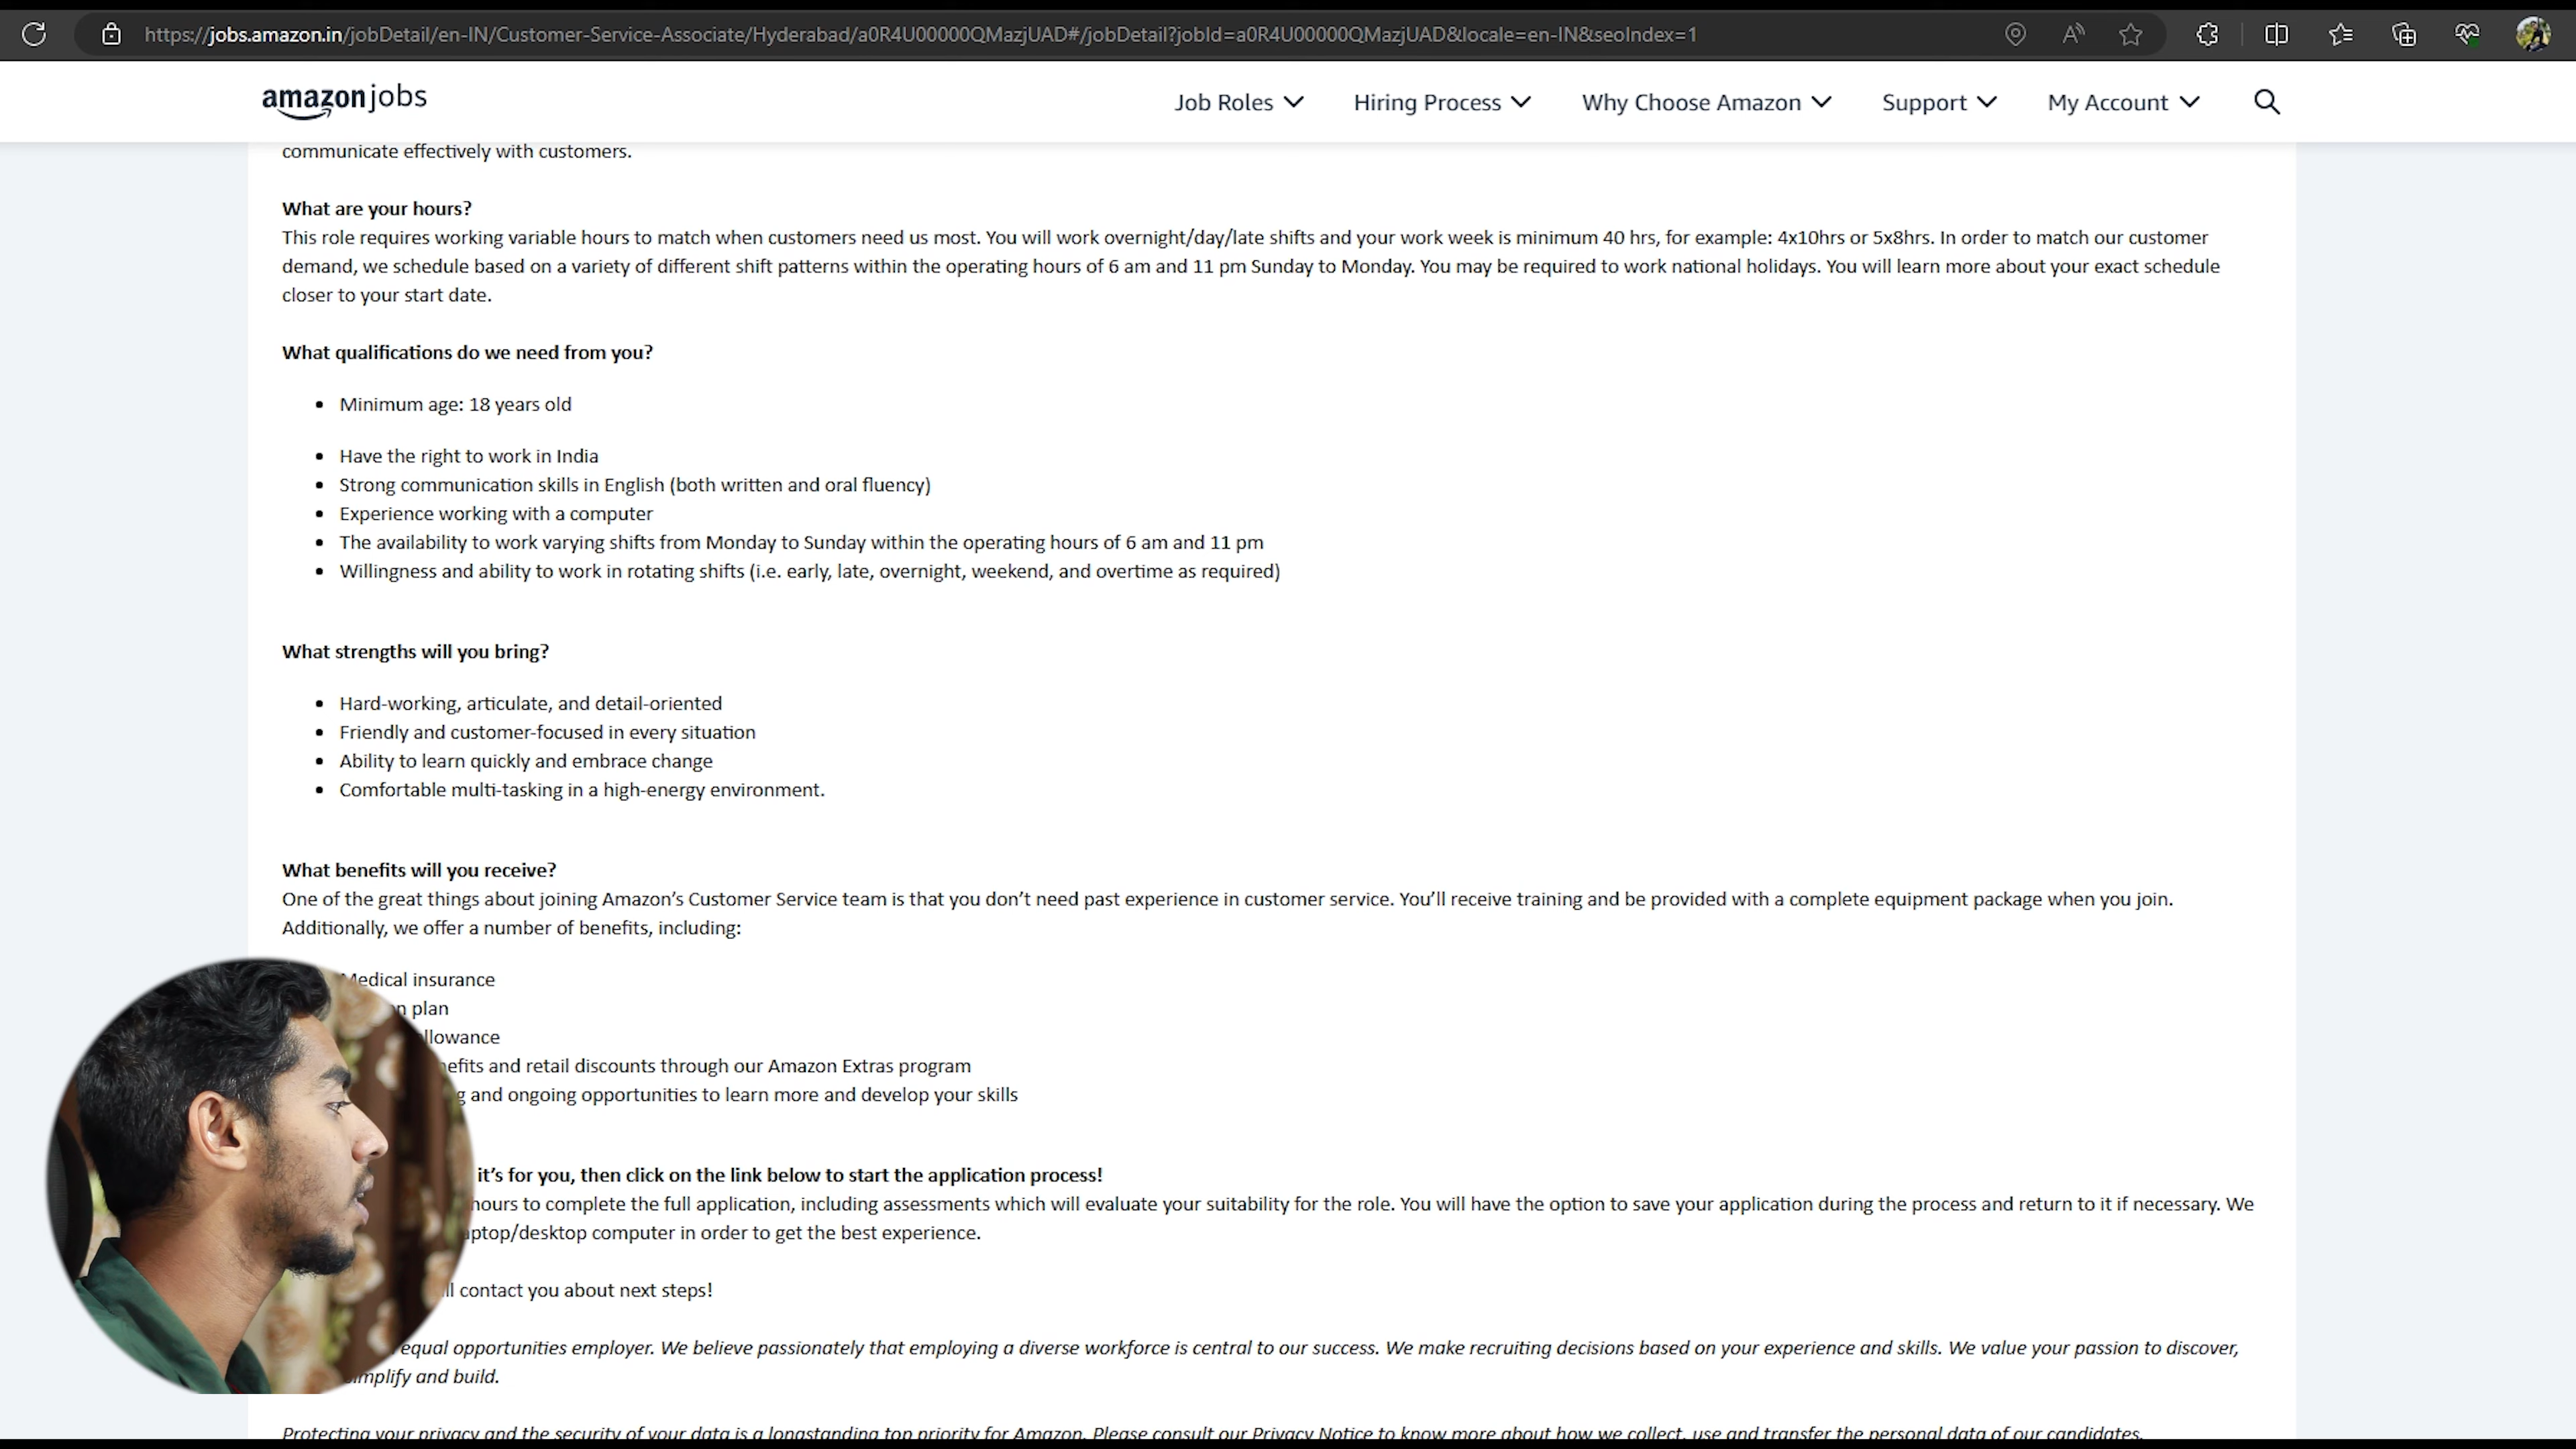 https://jobs.amazon.in/jobDetail/en-IN/Customer-Service-Associate/Hyderabad/a0R4U00000QMazjUAD#/jobDetail?jobId=a0R4U00000QMazjUAD&locale=en-IN&seoIndex=1
amazon jobs
Job Roles
Hiring Process
Why Choose Amazon
Support
My Account
communicate effectively with customers.
What are your hours?
This role requires working variable hours to match when customers need us most. You will work overnight/day/late shifts and your work week is minimum 40 hrs, for example: 4x10hrs or 5x8hrs. In order to match our customer
demand, we schedule based on a variety of different shift patterns within the operating hours of 6 am and 11 pm Sunday to Monday. You may be required to work national holidays. You will learn more about your exact schedule
closer to your start date.
What qualifications do we need from you?
• Minimum age: 18 years old
• Have the right to work in India
• Strong communication skills in English (both written and oral fluency)
• Experience working with a computer
• The availability to work varying shifts from Monday to Sunday within the operating hours of 6 am and 11 pm
• Willingness and ability to work in rotating shifts (i.e. early, late, overnight, weekend, and overtime as required)
What strengths will you bring?
• Hard-working, articulate, and detail-oriented
• Friendly and customer-focused in every situation
• Ability to learn quickly and embrace change
• Comfortable multi-tasking in a high-energy environment.
What benefits will you receive?
One of the great things about joining Amazon's Customer Service team is that you don't need past experience in customer service. You'll receive training and be provided with a complete equipment package when you join.
Additionally, we offer a number of benefits, including:
Medical insurance
plan
and retail discounts through our Amazon Extras program
and ongoing opportunities to learn more and develop your skills
it's for you, then click on the link below to start the application process!
hours to complete the full application, including assessments which will evaluate your suitability for the role. You will have the option to save your application during the process and return to it if necessary. We
computer in order to get the best experience.
contact you about next steps!
equal opportunities employer. We believe passionately that employing a diverse workforce is central to our success. We make recruiting decisions based on your experience and skills. We value your passion to discover,
and build.
Protecting your privacy and the security of your data is a longstanding top priority for Amazon. Please consult our Privacy Notice to know more about how we collect, use and transfer the personal data of our candidates.